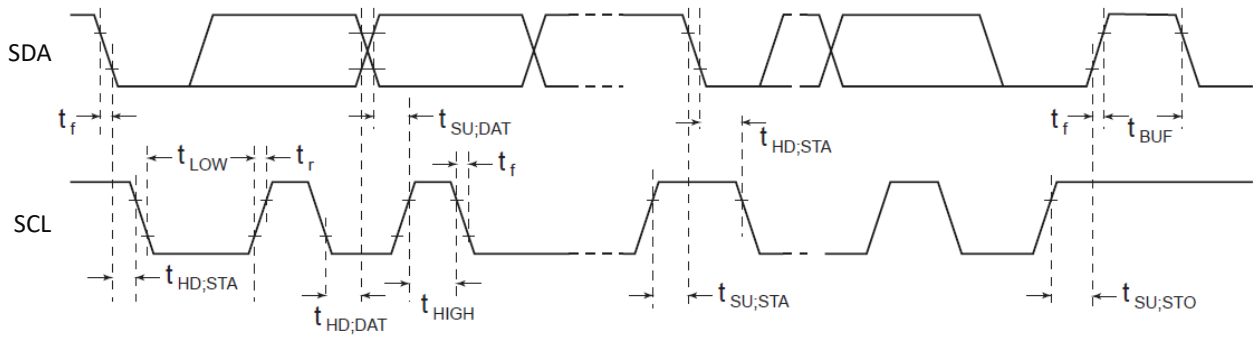 SDA
t_f t_SU;DAT t_HD;STA t_f t_BUF
t_LOW t_r t_f
SCL
t_HD;STA t_HD;DAT t_HIGH t_SU;STA t_SU;STO